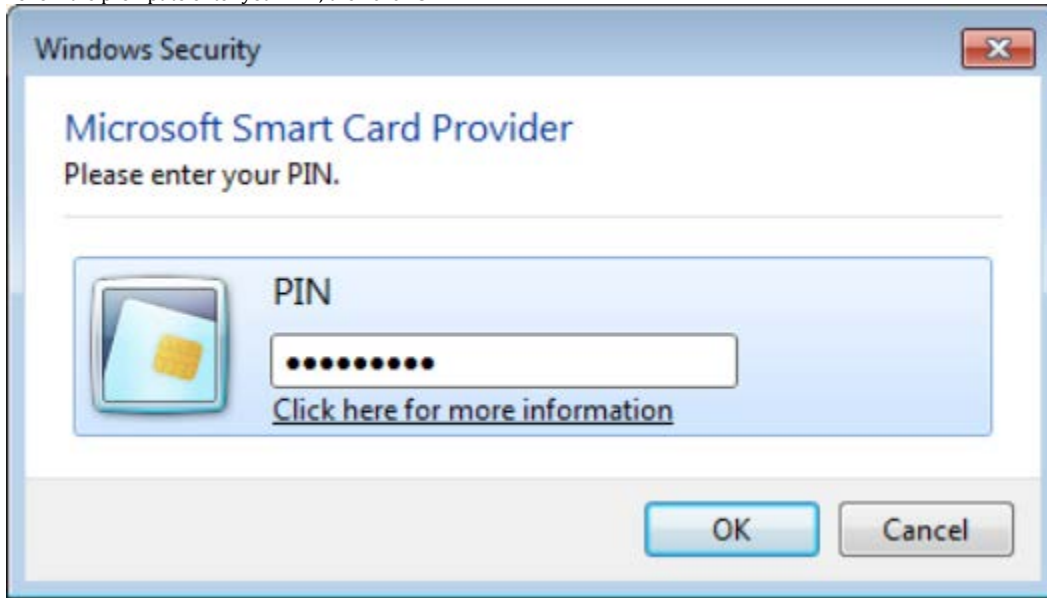 Windows Security
Microsoft Smart Card Provider
Please enter your PIN.
PIN
●●●●●●●●●
Click here for more information
OK
Cancel